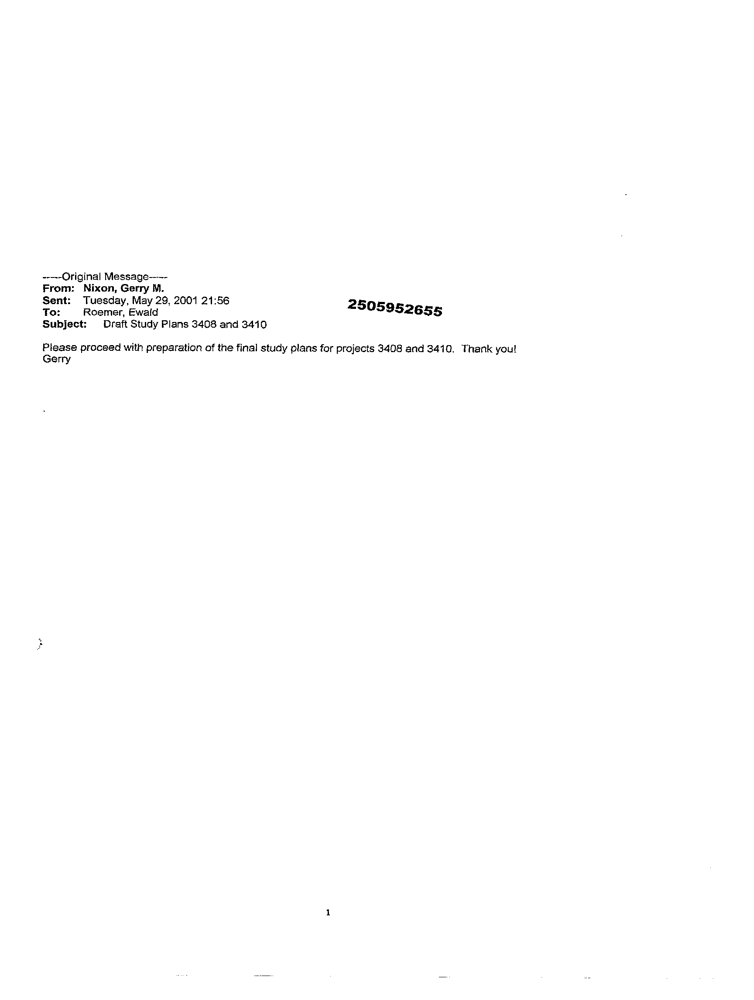 -----Original Message-----
From: Nixon, Gerry M.
Sent: Tuesday, May 29, 2001 21:56
To: Roemer, Ewald
Subject: Draft Study Plans 3408 and 3410
2505952655
Please proceed with preparation of the final study plans for projects 3408 and 3410. Thank you!
Gerry
1